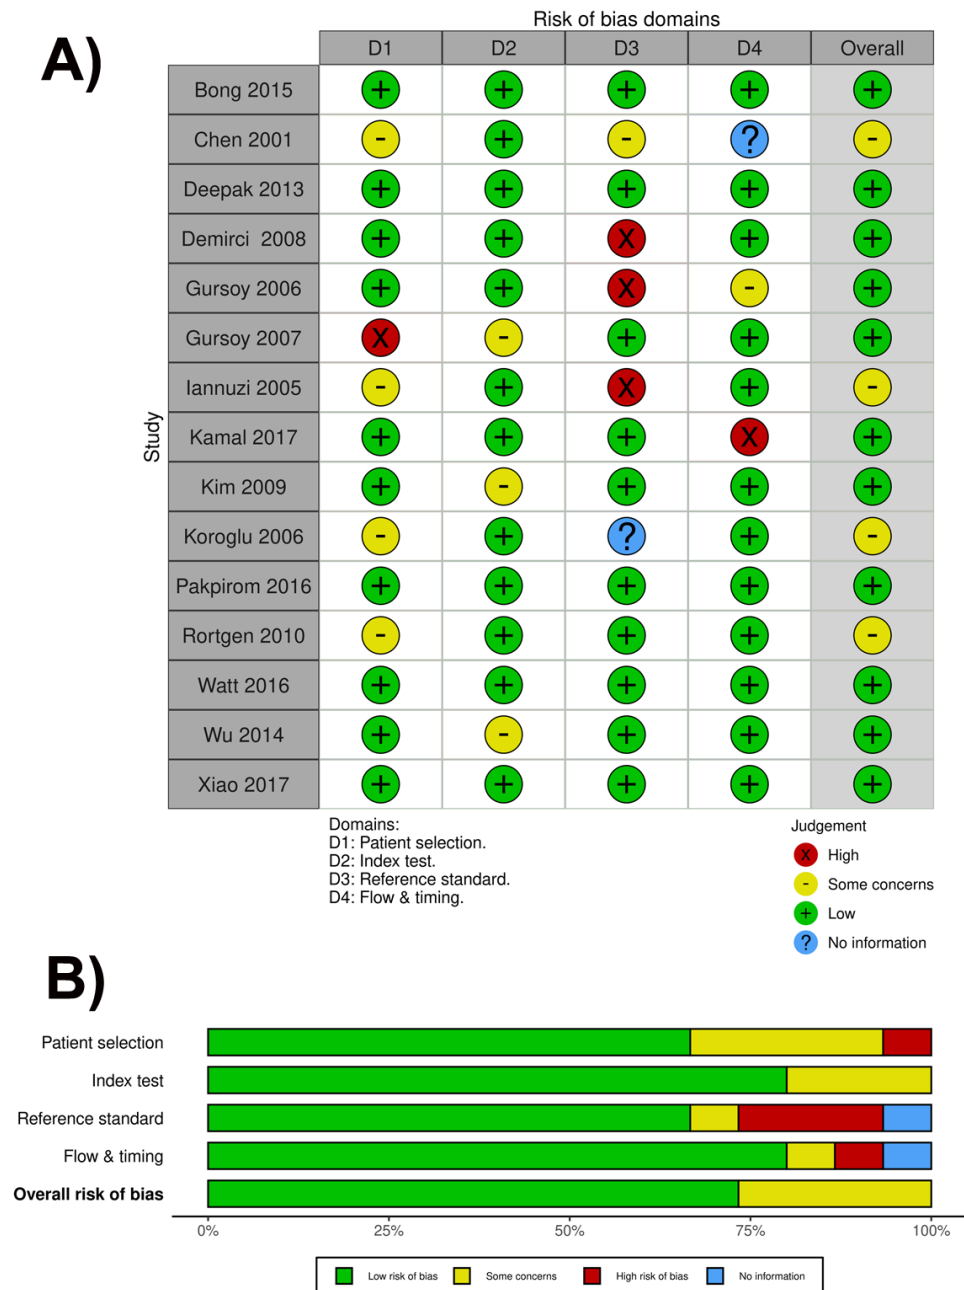 A)
Risk of bias domains
D1 D2 D3 D4 Overall
Study
Bong 2015 + + + + +
Chen 2001 - + - ? -
Deepak 2013 + + + + +
Demirci 2008 + + X + +
Gursoy 2006 + + X - +
Gursoy 2007 X - + + +
Iannuzi 2005 - + X + -
Kamal 2017 + + + X +
Kim 2009 + - + + +
Koroglu 2006 - + ? + -
Pakpirom 2016 + + + + +
Rortgen 2010 - + + + -
Watt 2016 + + + + +
Wu 2014 + - + + +
Xiao 2017 + + + + +
Domains:
D1: Patient selection.
D2: Index test.
D3: Reference standard.
D4: Flow & timing.
Judgement
X High
- Some concerns
+ Low
? No information
B)
Patient selection
Index test
Reference standard
Flow & timing
Overall risk of bias
0% 25% 50% 75% 100%
Low risk of bias Some concerns High risk of bias No information